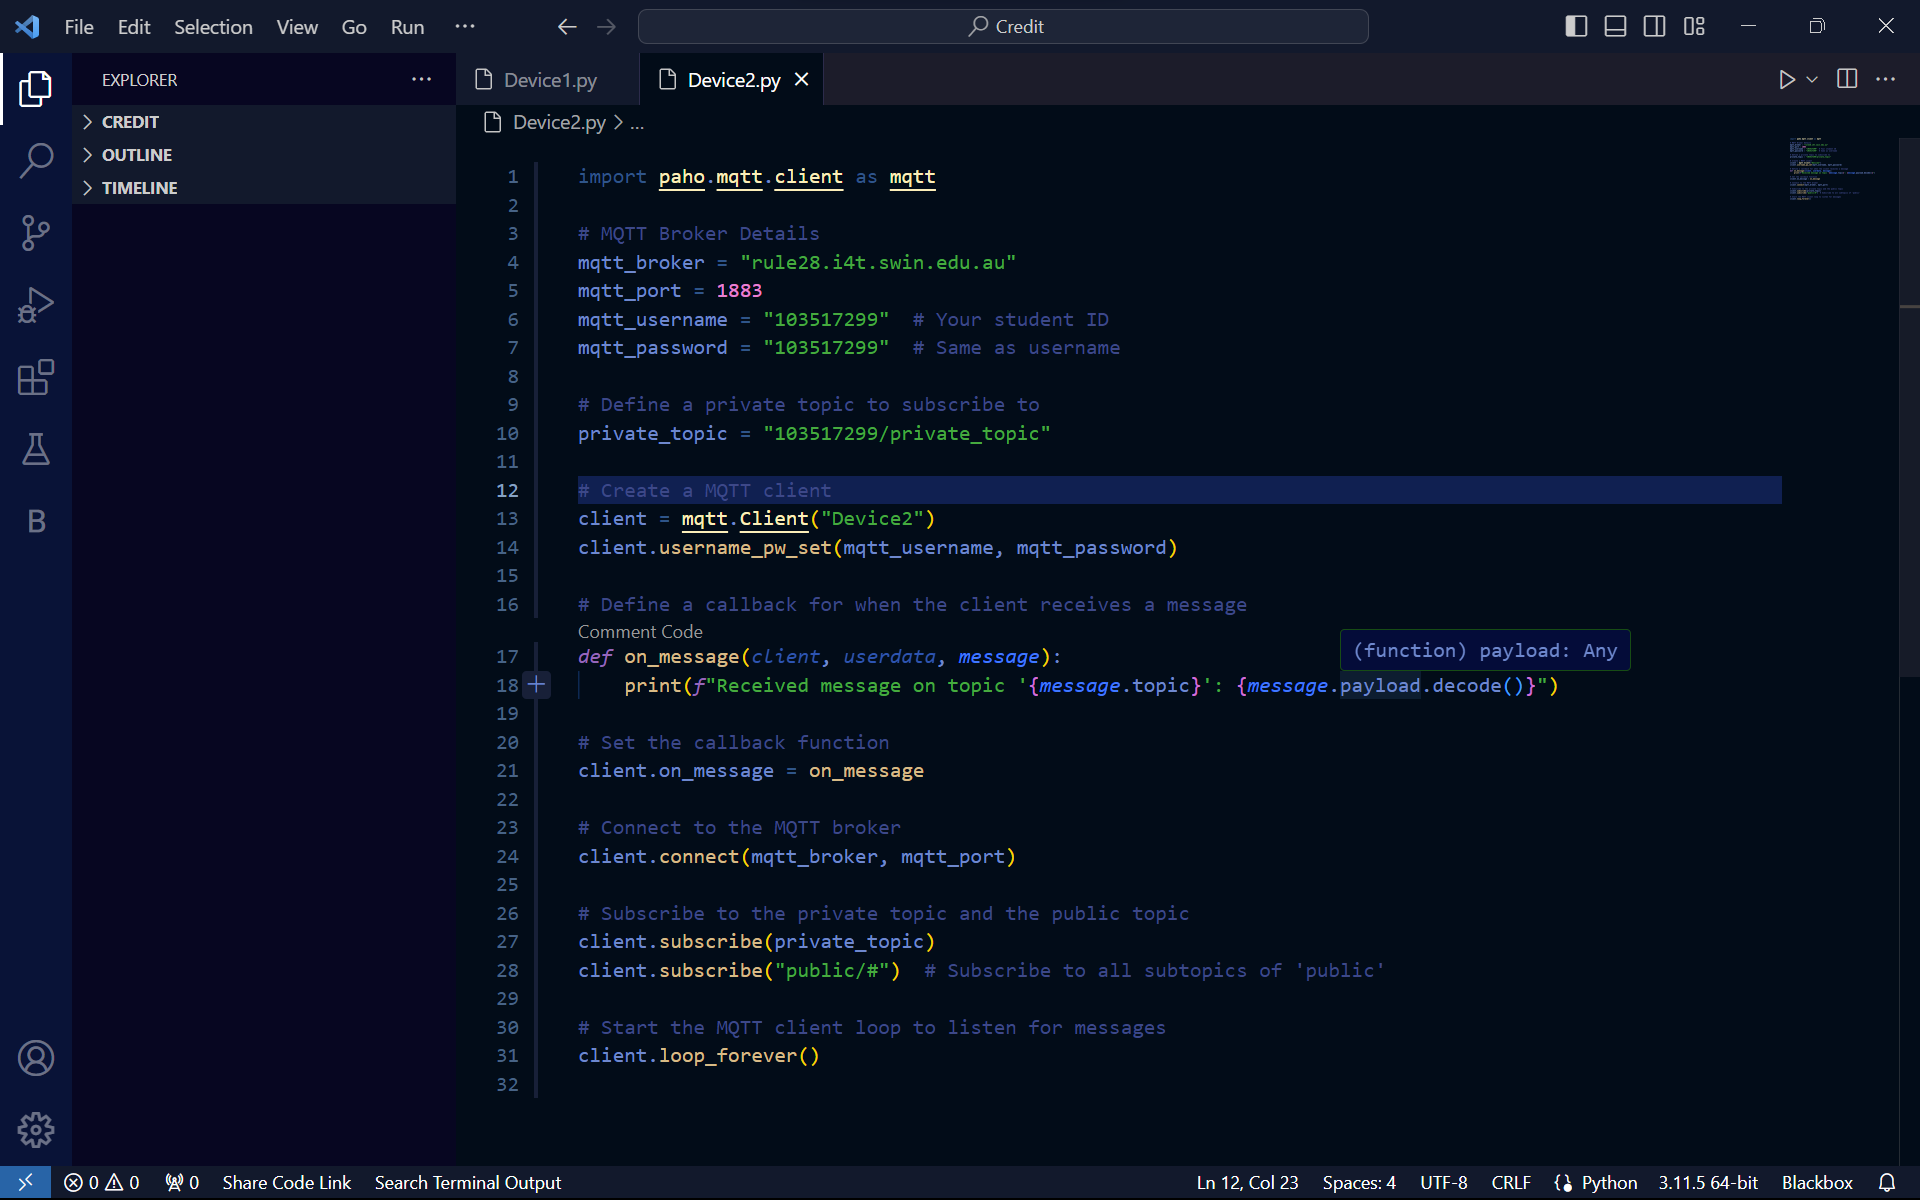 File Edit Selection View Go Run ···
Credit
EXPLORER ···
CREDIT
OUTLINE
TIMELINE
Device1.py
Device2.py
Device2.py > ...
1 import paho.mqtt.client as mqtt
2
3 # MQTT Broker Details
4 mqtt_broker = "rule28.i4t.swin.edu.au"
5 mqtt_port = 1883
6 mqtt_username = "103517299"  # Your student ID
7 mqtt_password = "103517299"  # Same as username
8
9 # Define a private topic to subscribe to
10 private_topic = "103517299/private_topic"
11
12 # Create a MQTT client
13 client = mqtt.Client("Device2")
14 client.username_pw_set(mqtt_username, mqtt_password)
15
16 # Define a callback for when the client receives a message
Comment Code
17 def on_message(client, userdata, message):
(function) payload: Any
18     print(f"Received message on topic '{message.topic}': {message.payload.decode()}")
19
20 # Set the callback function
21 client.on_message = on_message
22
23 # Connect to the MQTT broker
24 client.connect(mqtt_broker, mqtt_port)
25
26 # Subscribe to the private topic and the public topic
27 client.subscribe(private_topic)
28 client.subscribe("public/#")  # Subscribe to all subtopics of 'public'
29
30 # Start the MQTT client loop to listen for messages
31 client.loop_forever()
32
B
0 0 0 Share Code Link Search Terminal Output Ln 12, Col 23 Spaces: 4 UTF-8 CRLF Python 3.11.5 64-bit Blackbox